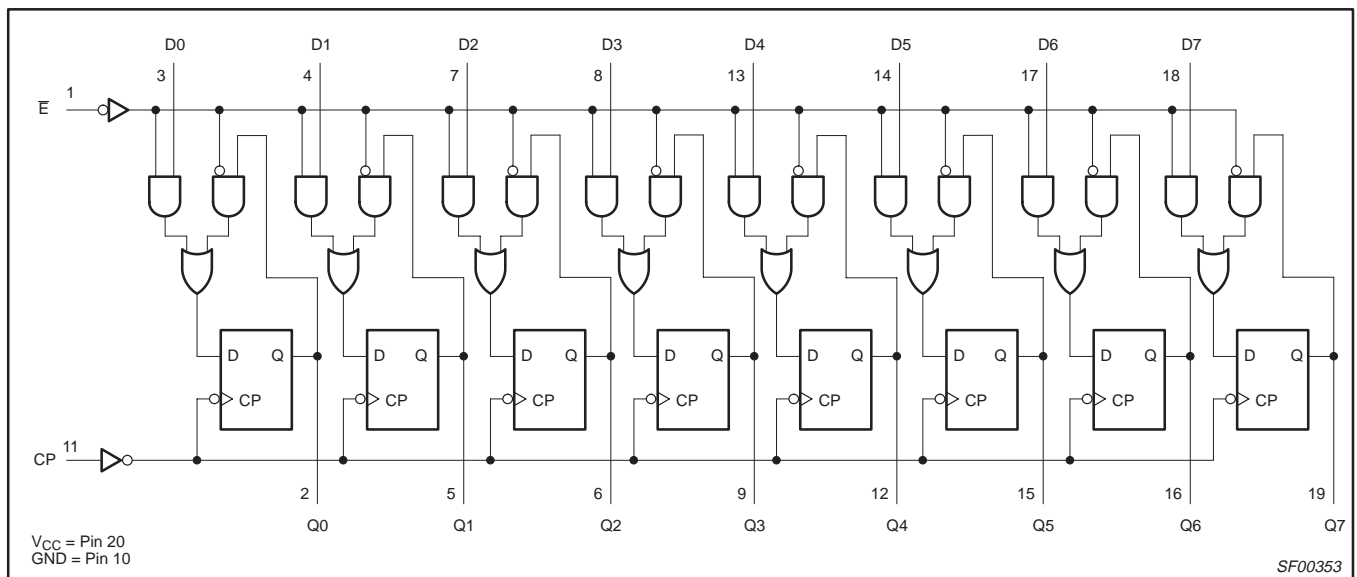 D0 D1 D2 D3 D4 D5 D6 D7
3 4 7 8 13 14 17 18
1
E̅
D Q D Q D Q D Q D Q D Q D Q D Q
CP CP CP CP CP CP CP CP
CP 11
2 5 6 9 12 15 16 19
Q0 Q1 Q2 Q3 Q4 Q5 Q6 Q7
VCC = Pin 20
GND = Pin 10
SF00353